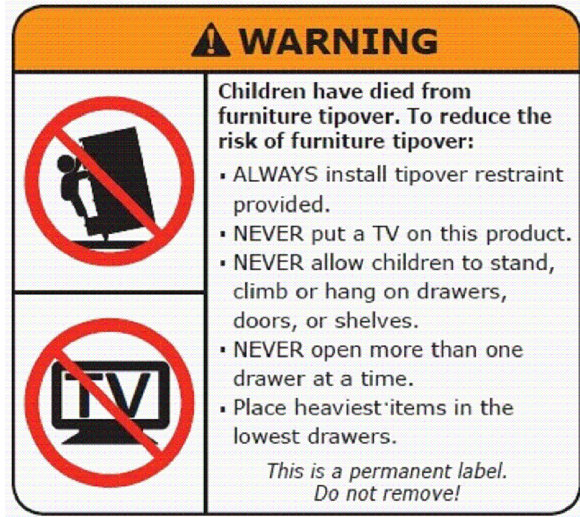 WARNING
Children have died from
furniture tipover. To reduce the
risk of furniture tipover:
▪ ALWAYS install tipover restraint
provided.
▪ NEVER put a TV on this product.
▪ NEVER allow children to stand,
climb or hang on drawers,
doors, or shelves.
▪ NEVER open more than one
drawer at a time.
▪ Place heaviest items in the
lowest drawers.
This is a permanent label.
Do not remove!
TV